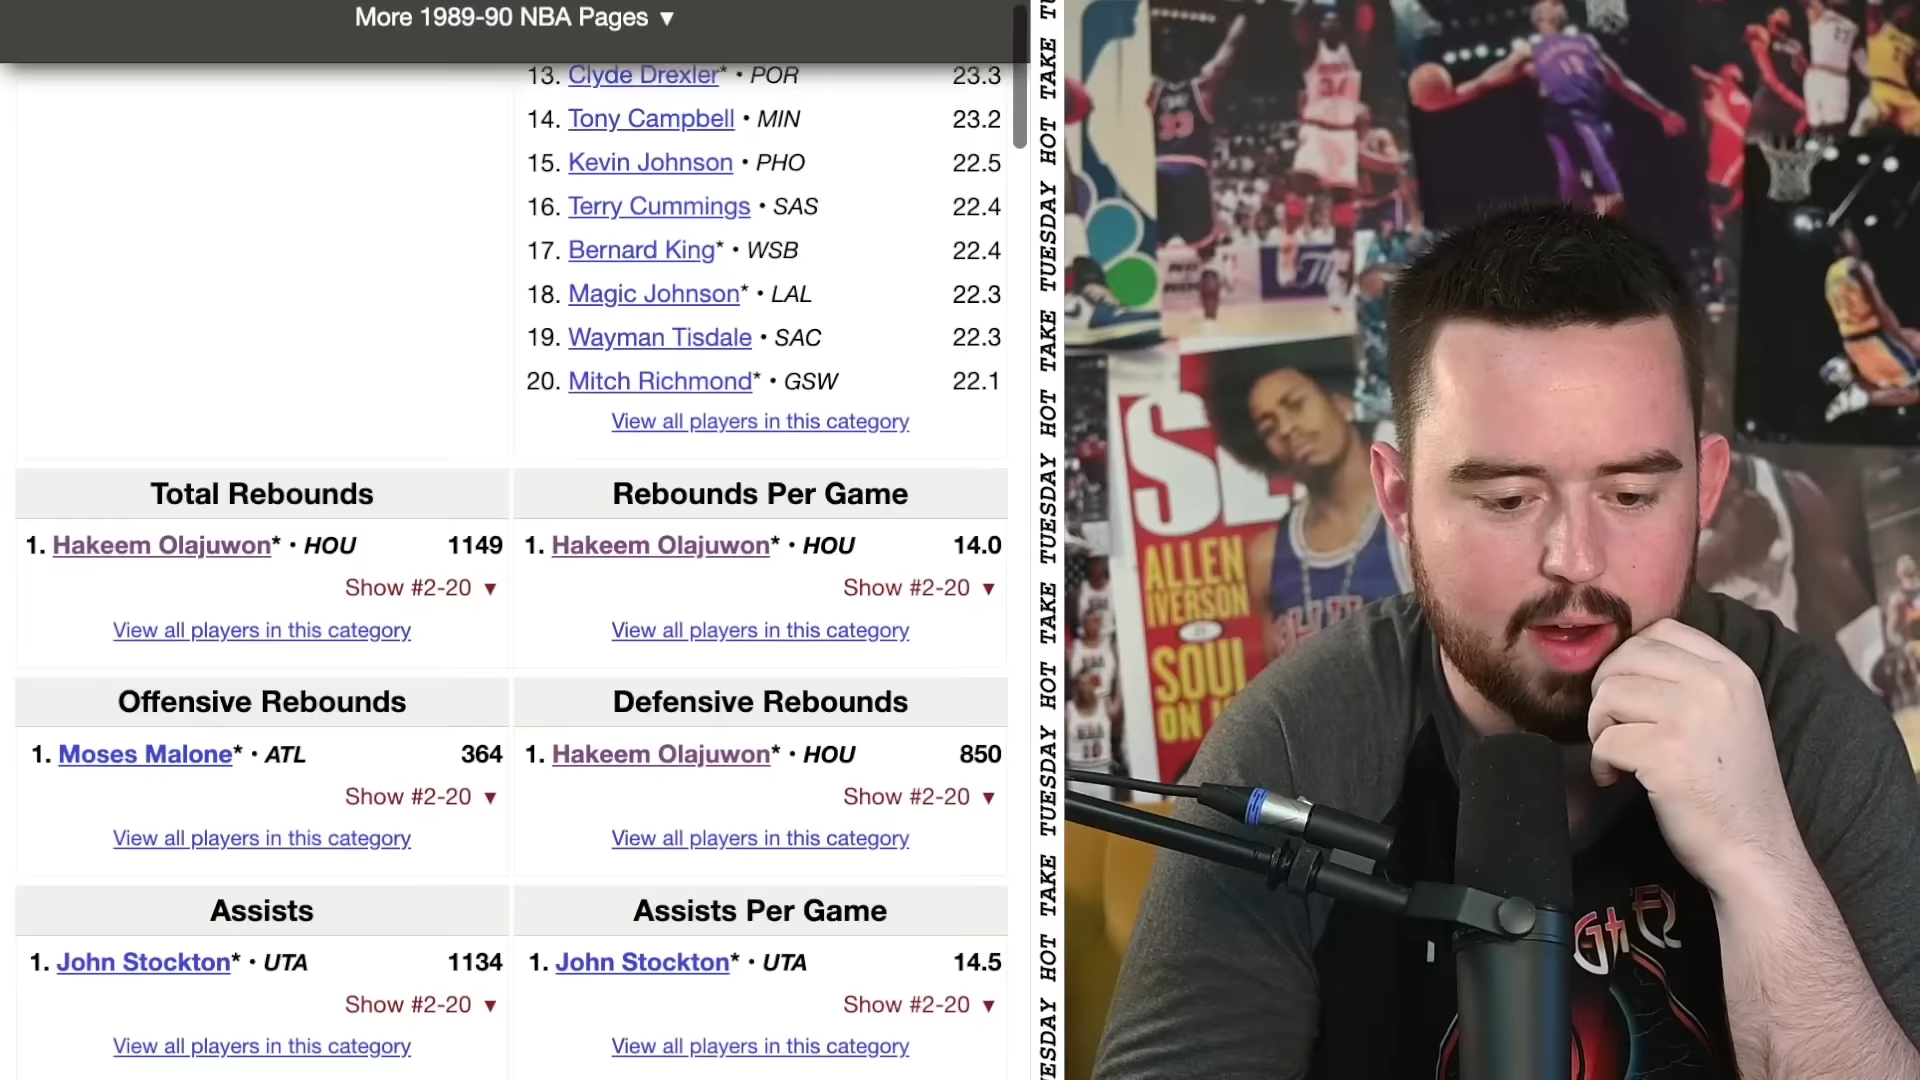 More 1989-90 NBA Pages ▼
13. Clyde Drexler* • POR 23.3
14. Tony Campbell • MIN 23.2
15. Kevin Johnson • PHO 22.5
16. Terry Cummings • SAS 22.4
17. Bernard King* • WSB 22.4
18. Magic Johnson* • LAL 22.3
19. Wayman Tisdale • SAC 22.3
20. Mitch Richmond* • GSW 22.1
View all players in this category
Total Rebounds
1. Hakeem Olajuwon* • HOU 1149
Show #2-20 ▼
View all players in this category
Rebounds Per Game
1. Hakeem Olajuwon* • HOU 14.0
Show #2-20 ▼
View all players in this category
Offensive Rebounds
1. Moses Malone* • ATL 364
Show #2-20 ▼
View all players in this category
Defensive Rebounds
1. Hakeem Olajuwon* • HOU 850
Show #2-20 ▼
View all players in this category
Assists
1. John Stockton* • UTA 1134
Show #2-20 ▼
View all players in this category
Assists Per Game
1. John Stockton* • UTA 14.5
Show #2-20 ▼
View all players in this category
HOT TAKE TUESDAY HOT TAKE TUESDAY HOT TAKE TUESDAY HOT TAKE
ALLEN
IVERSON
SOUL
ON
33
34